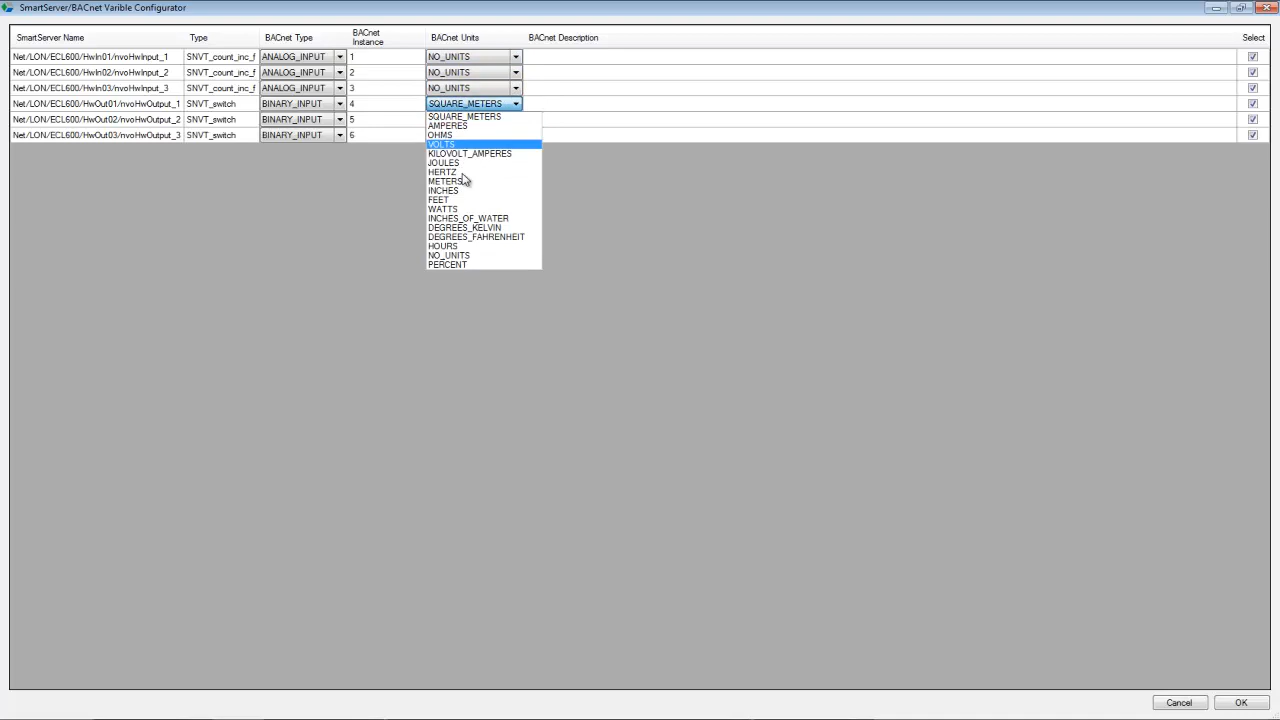 SmartServer/BACnet Varible Configurator
SmartServer Name Type BACnet Type BACnet Instance BACnet Units BACnet Description Select
Net/LON/ECL600/HwIn01/nvoHwInput_1 SNVT_count_inc_f ANALOG_INPUT 1 NO_UNITS
Net/LON/ECL600/HwIn02/nvoHwInput_2 SNVT_count_inc_f ANALOG_INPUT 2 NO_UNITS
Net/LON/ECL600/HwIn03/nvoHwInput_3 SNVT_count_inc_f ANALOG_INPUT 3 NO_UNITS
Net/LON/ECL600/HwOut01/nvoHwOutput_1 SNVT_switch BINARY_INPUT 4 SQUARE_METERS
Net/LON/ECL600/HwOut02/nvoHwOutput_2 SNVT_switch BINARY_INPUT 5
Net/LON/ECL600/HwOut03/nvoHwOutput_3 SNVT_switch BINARY_INPUT 6
SQUARE_METERS
AMPERES
OHMS
VOLTS
KILOVOLT_AMPERES
JOULES
HERTZ
METERS
INCHES
FEET
WATTS
INCHES_OF_WATER
DEGREES_KELVIN
DEGREES_FAHRENHEIT
HOURS
NO_UNITS
PERCENT
Cancel OK